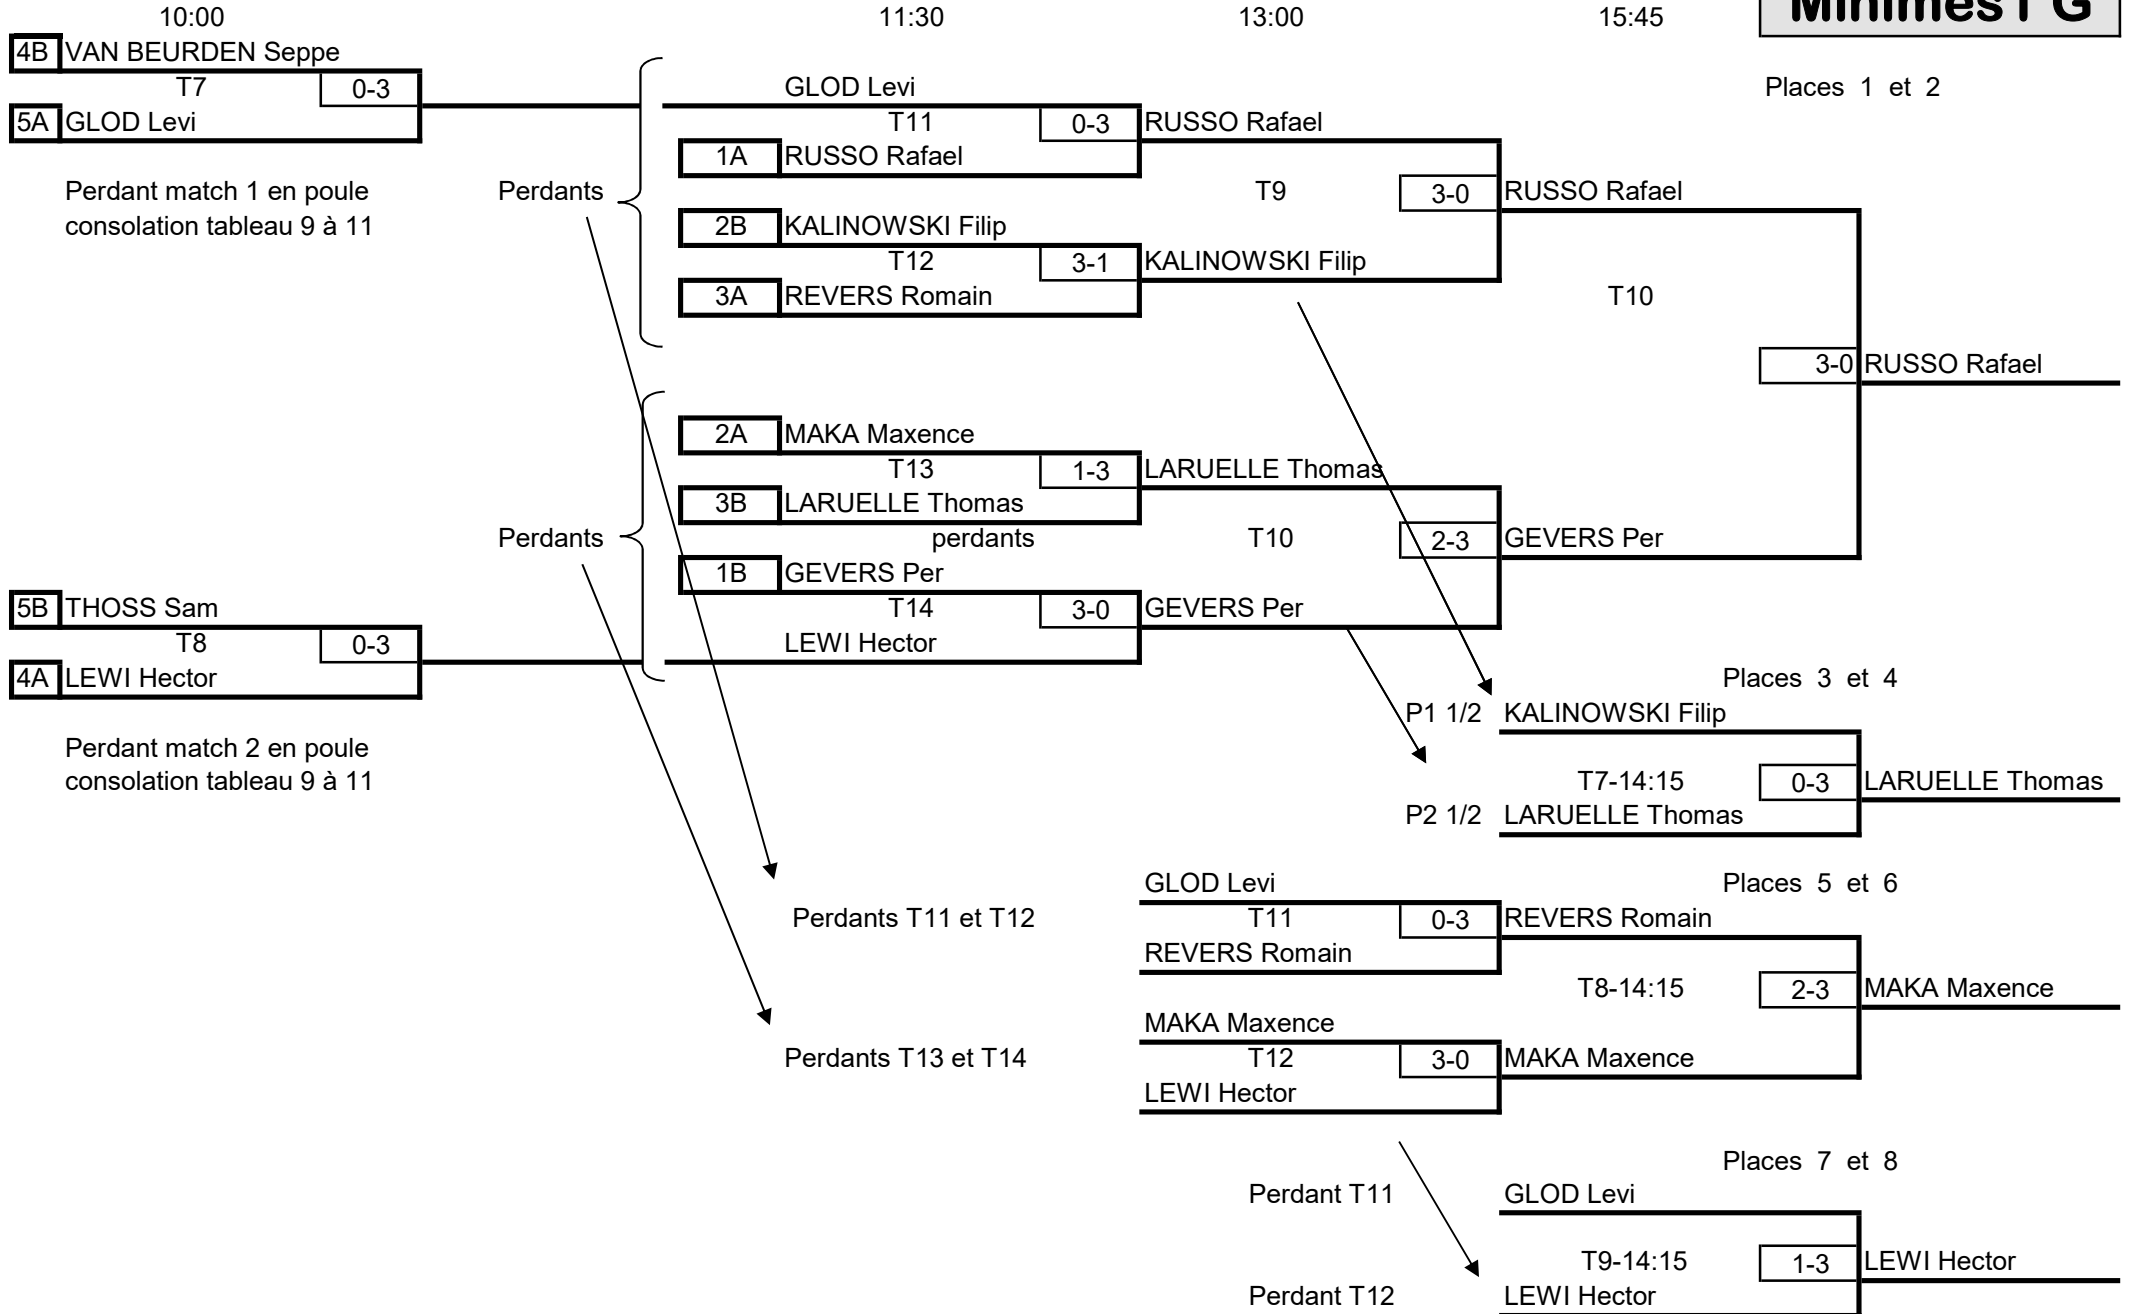 10:00 11:30 13:00 15:45 Minimes
4B VAN BEURDEN Seppe
T7 0-3 GLOD Levi Places 1 et 2
5A GLOD Levi T11 0-3 RUSSO Rafael
1A RUSSO Rafael
Perdant match 1 en poule Perdants T9 3-0 RUSSO Rafael
consolation tableau 9 à 11 2B KALINOWSKI Filip
T12 3-1 KALINOWSKI Filip
3A REVERS Romain T10
3-0 RUSSO Rafael
2A MAKA Maxence
T13 1-3 LARUELLE Thomas
3B LARUELLE Thomas
Perdants perdants T10 2-3 GEVERS Per
1B GEVERS Per
5B THOSS Sam T14 3-0 GEVERS Per
T8 0-3 LEWI Hector
4A LEWI Hector Places 3 et 4
P1 1/2 KALINOWSKI Filip
Perdant match 2 en poule
consolation tableau 9 à 11 T7-14:15 0-3 LARUELLE Thomas
P2 1/2 LARUELLE Thomas
GLOD Levi Places 5 et 6
Perdants T11 et T12 T11 0-3 REVERS Romain
REVERS Romain
T8-14:15 2-3 MAKA Maxence
MAKA Maxence
Perdants T13 et T14 T12 3-0 MAKA Maxence
LEWI Hector
Places 7 et 8
Perdant T11 GLOD Levi
T9-14:15 1-3 LEWI Hector
Perdant T12 LEWI Hector